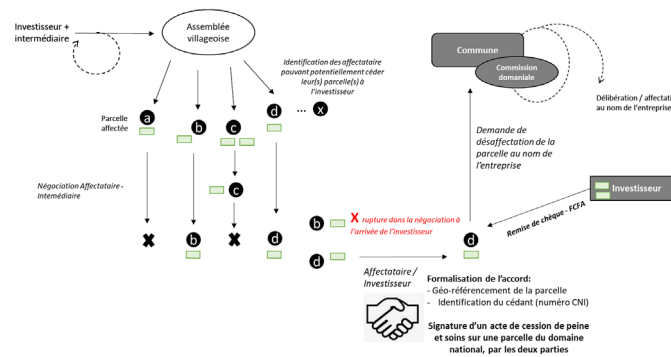 Investisseur +
intermédiaire
Assemblée
villageoise
Identification des affectataire
pouvant potentiellement céder
leur(s) parcelle(s) à
l'investisseur
Commune
Commission
domaniale
Délibération / affectati
au nom de l'entreprise
Parcelle
affectée
a
b
c
d
... x
Demande de
désaffectation de la
parcelle au nom de
l'entreprise
Négociation Affectataire -
Intemédiaire
c
Investisseur
Remise de chèque - FCFA
b
X rupture dans la négociation à
l'arrivée de l'investisseur
b
d
d
d
Affectataire /
Investisseur
Formalisation de l'accord:
- Géo-référencement de la parcelle
- Identification du cédant (numéro CNI)
Signature d'un acte de cession de peine
et soins sur une parcelle du domaine
national, par les deux parties